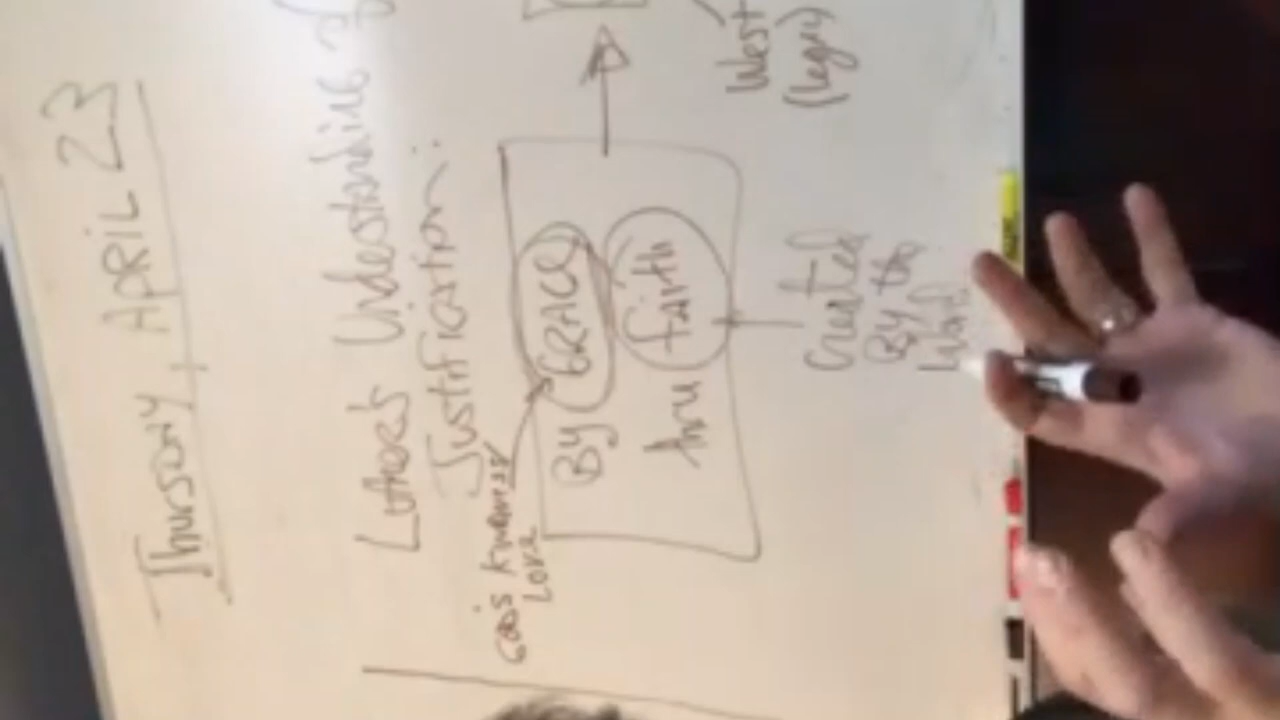 Thursday, APRIL 23
Luther's Understanding of
Justification:
God's kindness
Love
By GRACE
thru faith
Created
By the
Word
West
(legal)